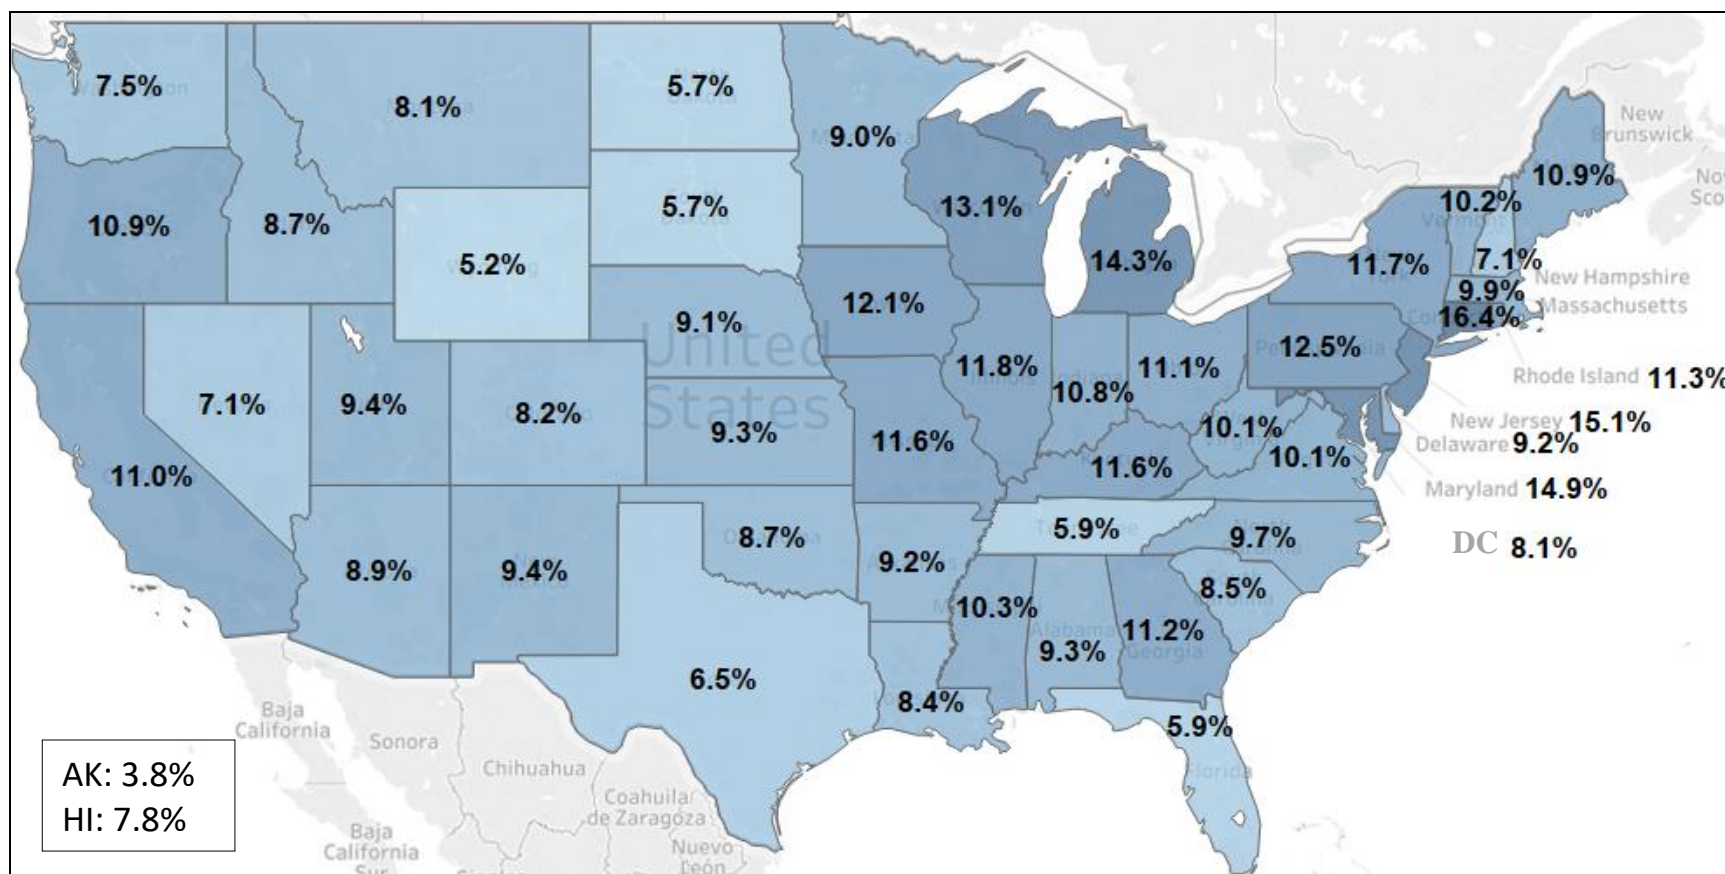 7.5%
8.1%
5.7%
9.0%
New
Brunswick
10.9%
8.7%
5.2%
5.7%
13.1%
14.3%
11.7%
10.2%
10.9%
7.1%
New Hampshire
9.9%
Massachusetts
16.4%
12.1%
9.1%
United
States
11.8%
10.8%
11.1%
12.5%
Rhode Island 11.3%
New Jersey 15.1%
Delaware 9.2%
Maryland 14.9%
DC 8.1%
11.0%
7.1%
9.4%
8.2%
9.3%
11.6%
11.6%
10.1%
10.1%
8.9%
9.4%
8.7%
9.2%
5.9%
9.7%
8.5%
10.3%
Alabama
9.3%
11.2%
Georgia
6.5%
8.4%
5.9%
Florida
Baja
California
Sonora
Chihuahua
Coahuila
de Zaragoza
Nuevo
León
Baja
California
Sur
AK: 3.8%
HI: 7.8%